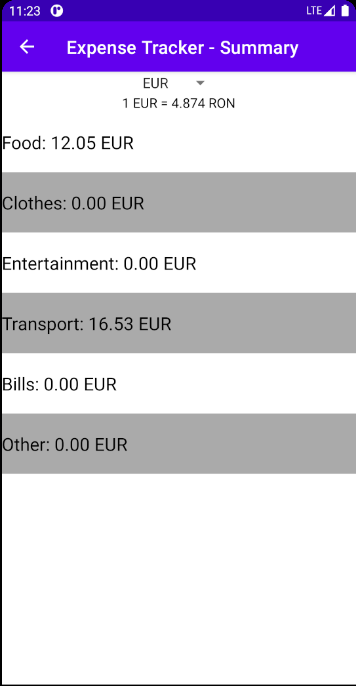 11:23 LTE
Expense Tracker - Summary
EUR
1 EUR = 4.874 RON
Food: 12.05 EUR
Clothes: 0.00 EUR
Entertainment: 0.00 EUR
Transport: 16.53 EUR
Bills: 0.00 EUR
Other: 0.00 EUR